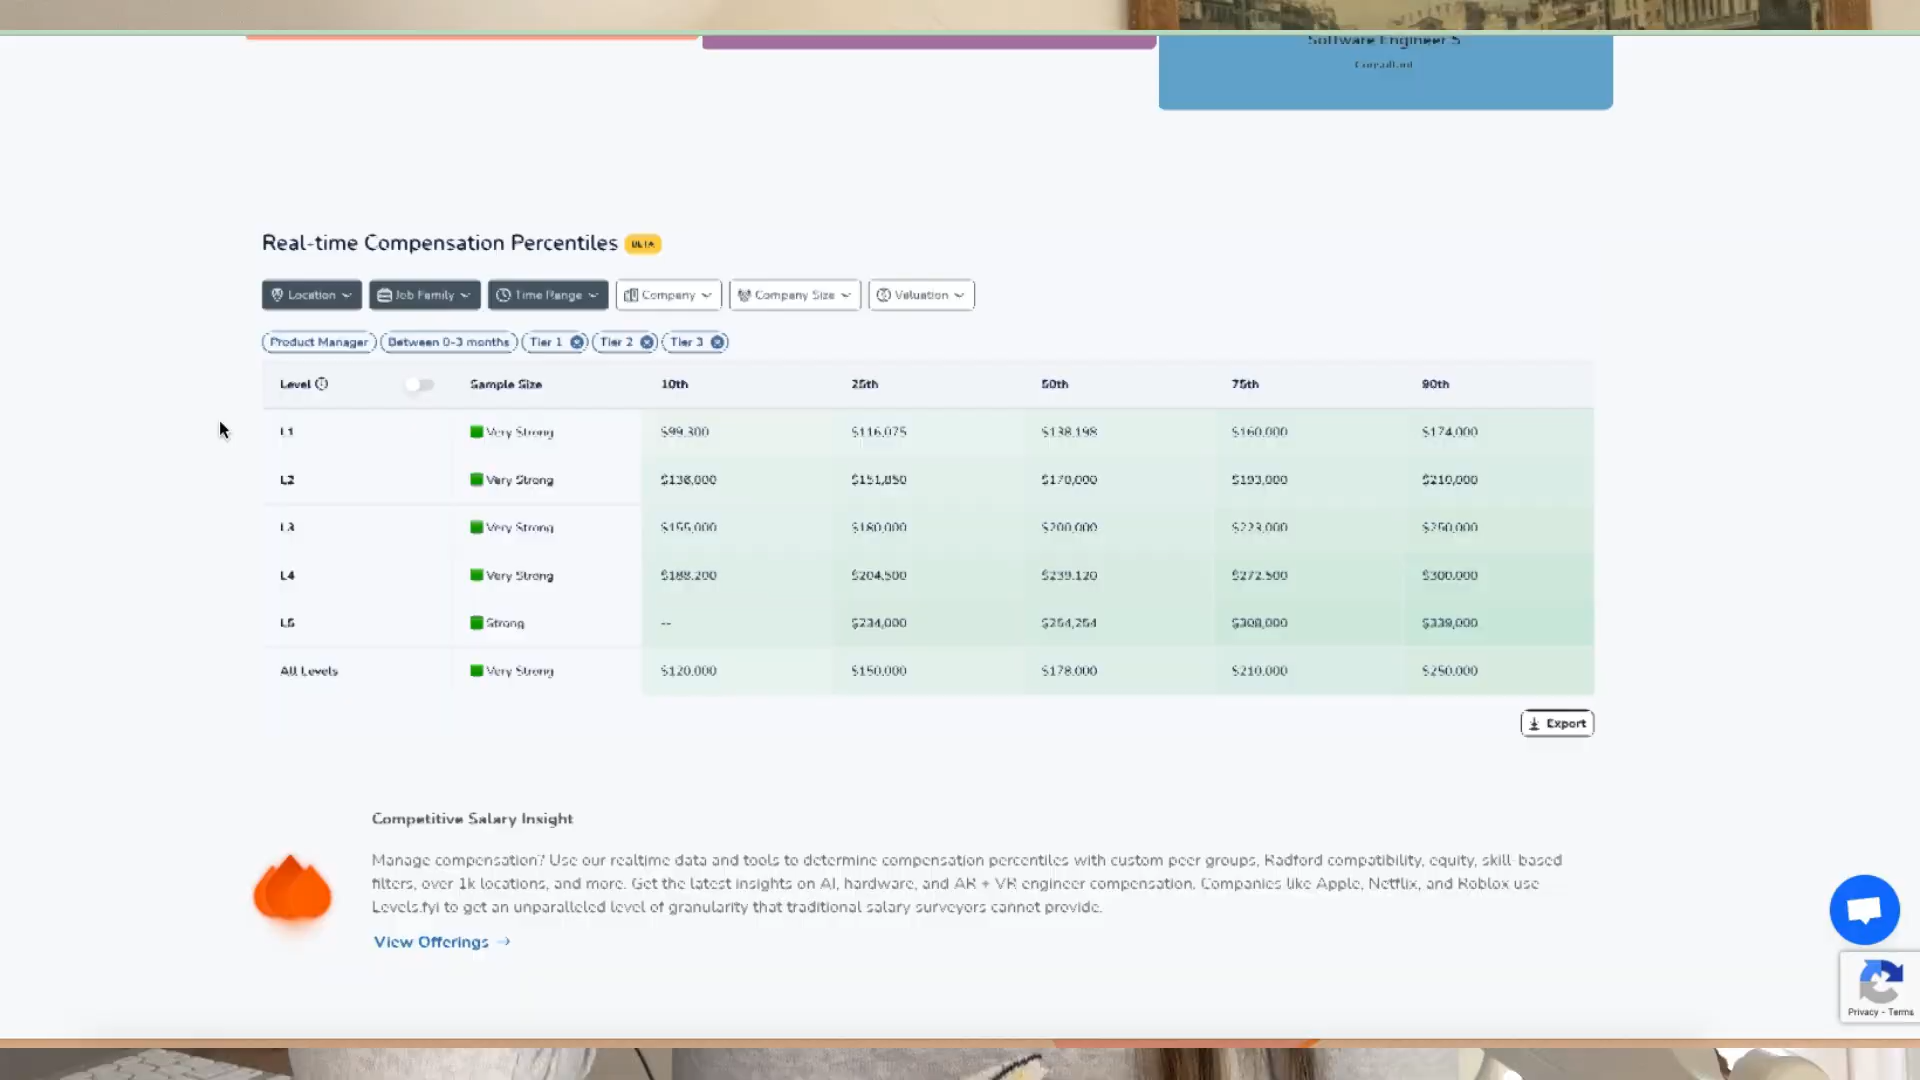 Software Engineer 5
Consultant
Real-time Compensation Percentiles BETA
Location Job Family Time Range Company Company Size Valuation
Product Manager Between 0-3 months Tier 1 Tier 2 Tier 3
Level Sample Size 10th 25th 50th 75th 90th
L1 Very Strong $99,300 $116,075 $138,198 $160,000 $174,000
L2 Very Strong $151,850 $170,000 $193,000 $210,000
L3 Very Strong $155,000 $180,000 $200,000 $223,000 $250,000
L4 Very Strong $188,200 $204,500 $239,120 $272,500 $300,000
L5 Strong -- $234,000 $308,000 $339,000
All Levels Very Strong $120,000 $150,000 $178,000 $210,000 $250,000
Export
Competitive Salary Insight
Manage compensation? Use our realtime data and tools to determine compensation percentiles with custom peer groups, Radford compatibility, equity, skill-based
filters, over 1k locations, and more. Get the latest insights on AI, hardware, and AR + VR engineer compensation. Companies like Apple, Netflix, and Roblox use
Levels.fyi to get an unparalleled level of granularity that traditional salary surveyors cannot provide.
View Offerings →
Privacy - Terms